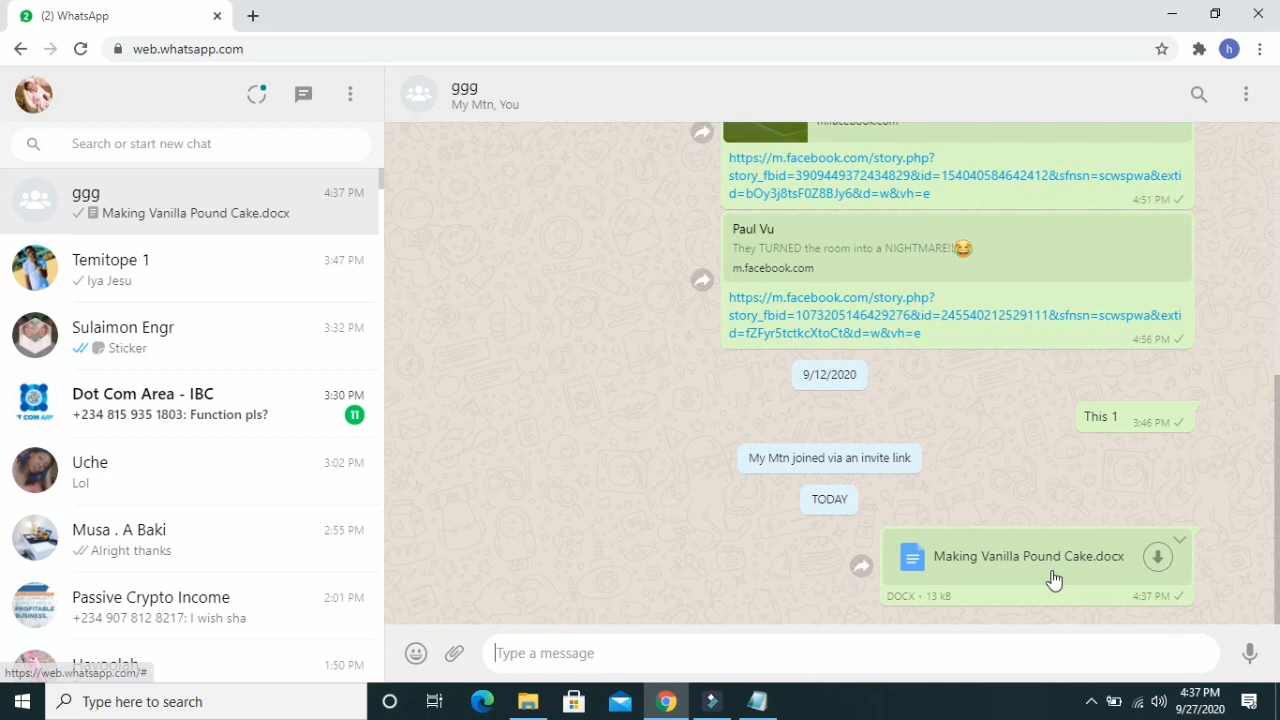 (2) WhatsApp
web.whatsapp.com
h
Search or start new chat
ggg
4:37 PM
Making Vanilla Pound Cake.docx
Temitope 1
3:47 PM
Iya Jesu
Sulaimon Engr
3:32 PM
Sticker
Dot Com Area - IBC
3:30 PM
+234 815 935 1803: Function pls?
11
Uche
3:02 PM
Lol
Musa . A Baki
2:55 PM
Alright thanks
Passive Crypto Income
2:01 PM
+234 907 812 8217: I wish sha
1:50 PM
https://web.whatsapp.com/#
ggg
My Mtn, You
m.facebook.com
https://m.facebook.com/story.php?
story_fbid=3909449372434829&id=154040584642412&sfnsn=scwspwa&exti
d=bOy3j8tsF0Z8BJy6&d=w&vh=e
4:51 PM
Paul Vu
They TURNED the room into a NIGHTMARE!!😂
m.facebook.com
https://m.facebook.com/story.php?
story_fbid=1073205146429276&id=245540212529111&sfnsn=scwspwa&exti
d=fZFyr5tctkcXtoCt&d=w&vh=e
4:56 PM
9/12/2020
This 1
3:46 PM
My Mtn joined via an invite link
TODAY
Making Vanilla Pound Cake.docx
DOCX • 13 kB
4:37 PM
Type a message
Type here to search
4:37 PM
9/27/2020